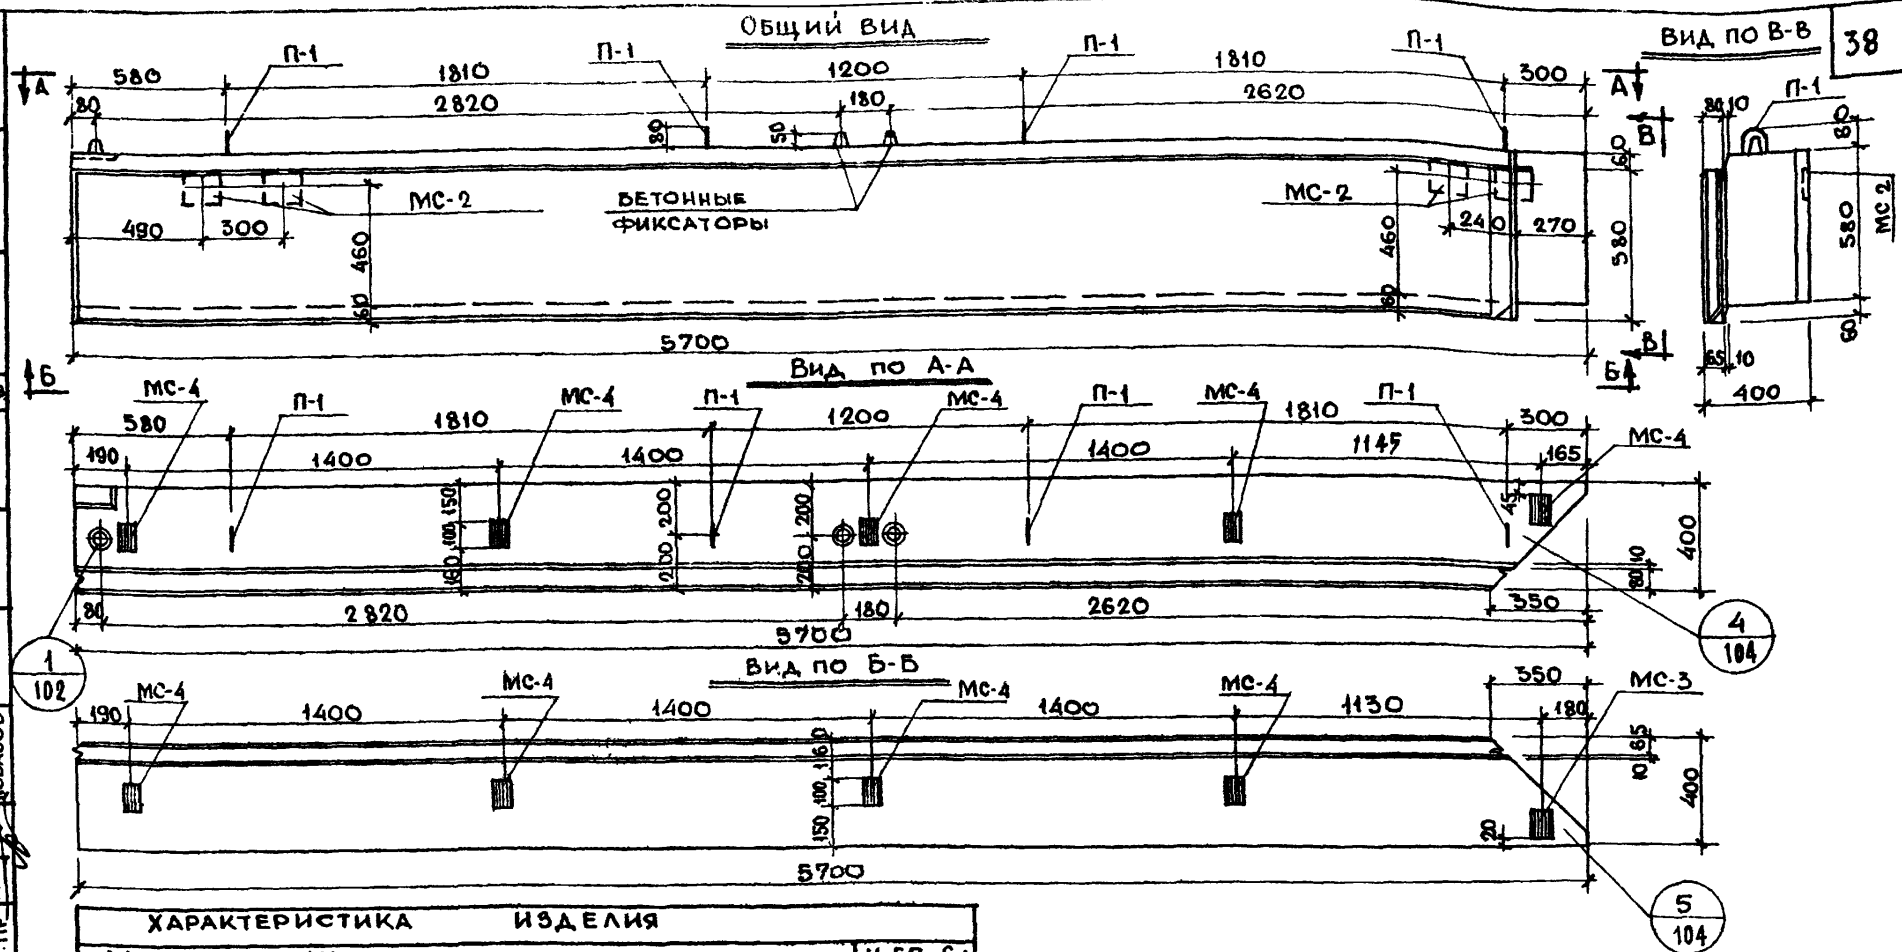 ОБЩИЙ ВИД
ВИД ПО В-В
38
П-1 П-1 П-1 П-1
580 1810 1200 1810 300
А А
80 2820 180 2620
80 50
В
60
МС-2
БЕТОННЫЕ
ФИКСАТОРЫ
МС-2
490 300 460 60
460 60 240 270 580
5700
В
Б Б
П-1
80 10
80
580
МС 2
60
65 10
400
ВИД ПО А-А
МС-4 П-1 МС-4 П-1 МС-4 П-1 МС-4 П-1
580 1810 1200 1810 300
МС-4
190 1400 1400 1400 1145 165
150 100 160
200 200
200 200
45
400
10 80
80 2820 180 2620 350
5700
1
102
4
104
ВИД ПО Б-Б
МС-4 МС-4 МС-4 МС-4 350 МС-3
190 1400 1400 1400 1130 180
160 100 150
65 10
400
20
5700
5
104
ХАРАКТЕРИСТИКА ИЗДЕЛИЯ